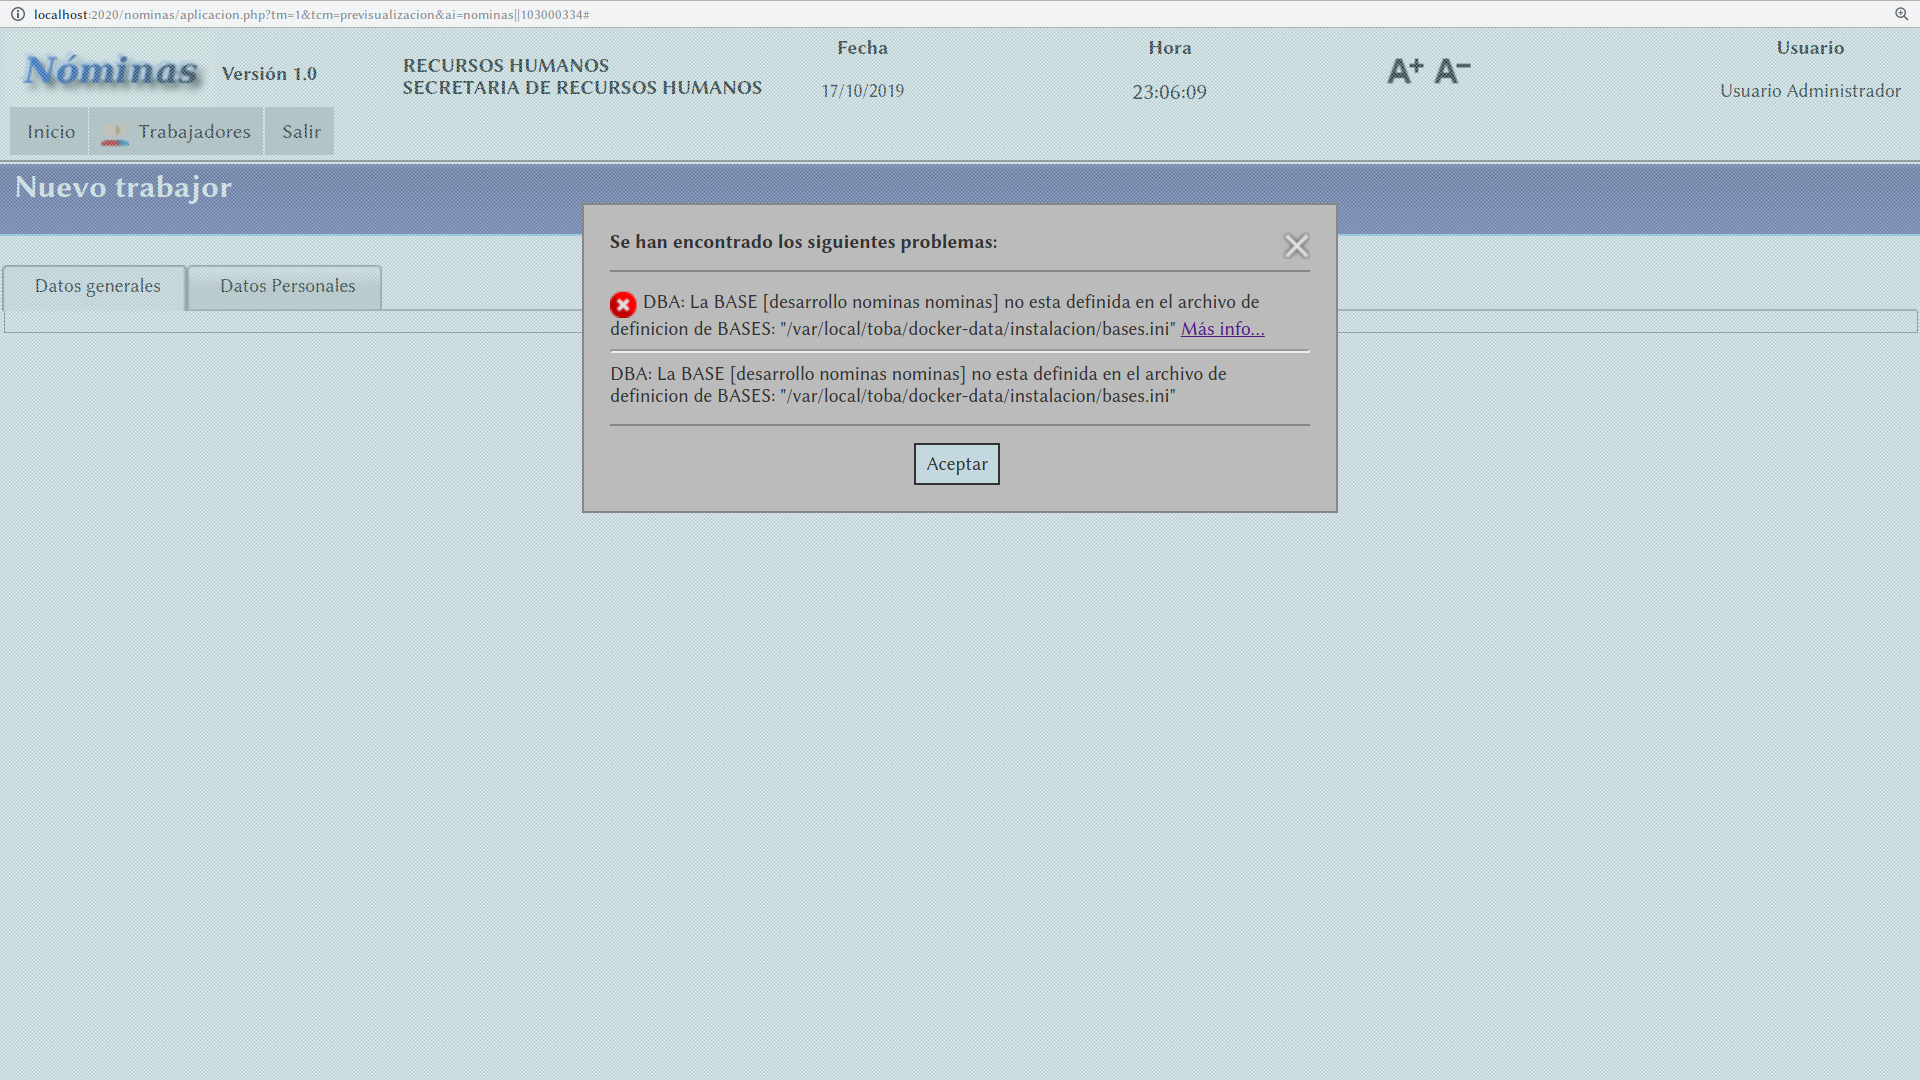 localhost:2020/nominas/aplicacion.php?tm=1&tcm=previsualizacion&ai=nominas||103000334#
Nóminas Versión 1.0
RECURSOS HUMANOS
SECRETARIA DE RECURSOS HUMANOS
Fecha
17/10/2019
Hora
23:06:09
A+ A−
Usuario
Usuario Administrador
Inicio Trabajadores Salir
Nuevo trabajor
Datos generales Datos Personales
Se han encontrado los siguientes problemas:
DBA: La BASE [desarrollo nominas nominas] no esta definida en el archivo de
definicion de BASES: "/var/local/toba/docker-data/instalacion/bases.ini" Más info...
DBA: La BASE [desarrollo nominas nominas] no esta definida en el archivo de
definicion de BASES: "/var/local/toba/docker-data/instalacion/bases.ini"
Aceptar